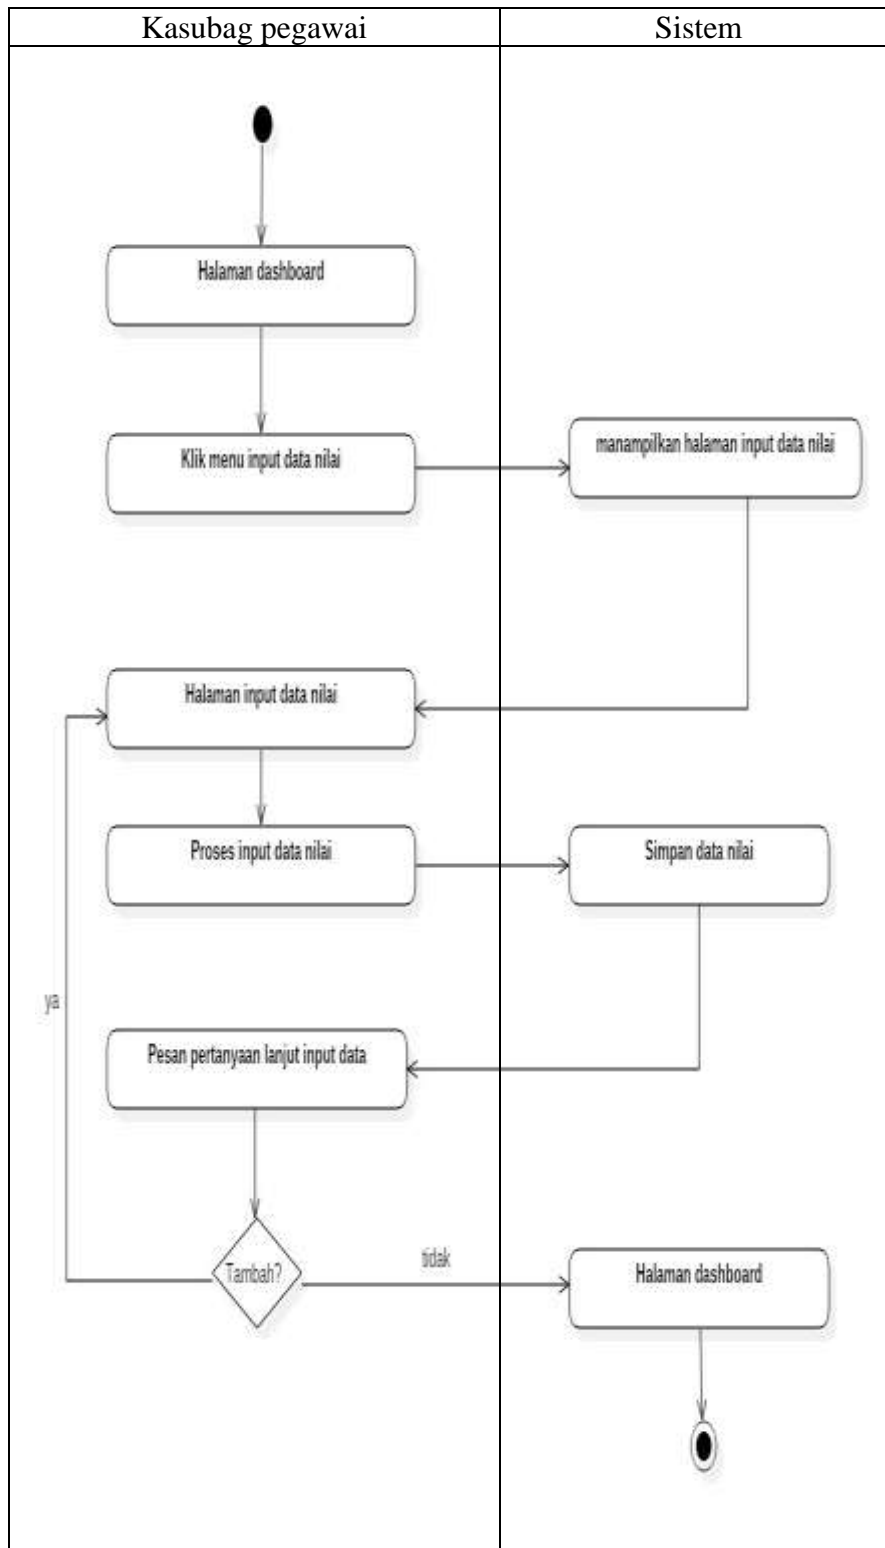 Kasubag pegawai
Sistem
Halaman dashboard
Klik menu input data nilai
manampilkan halaman input data nilai
Halaman input data nilai
Proses input data nilai
Simpan data nilai
ya
Pesan pertanyaan lanjut input data
Tambah?
tidak
Halaman dashboard